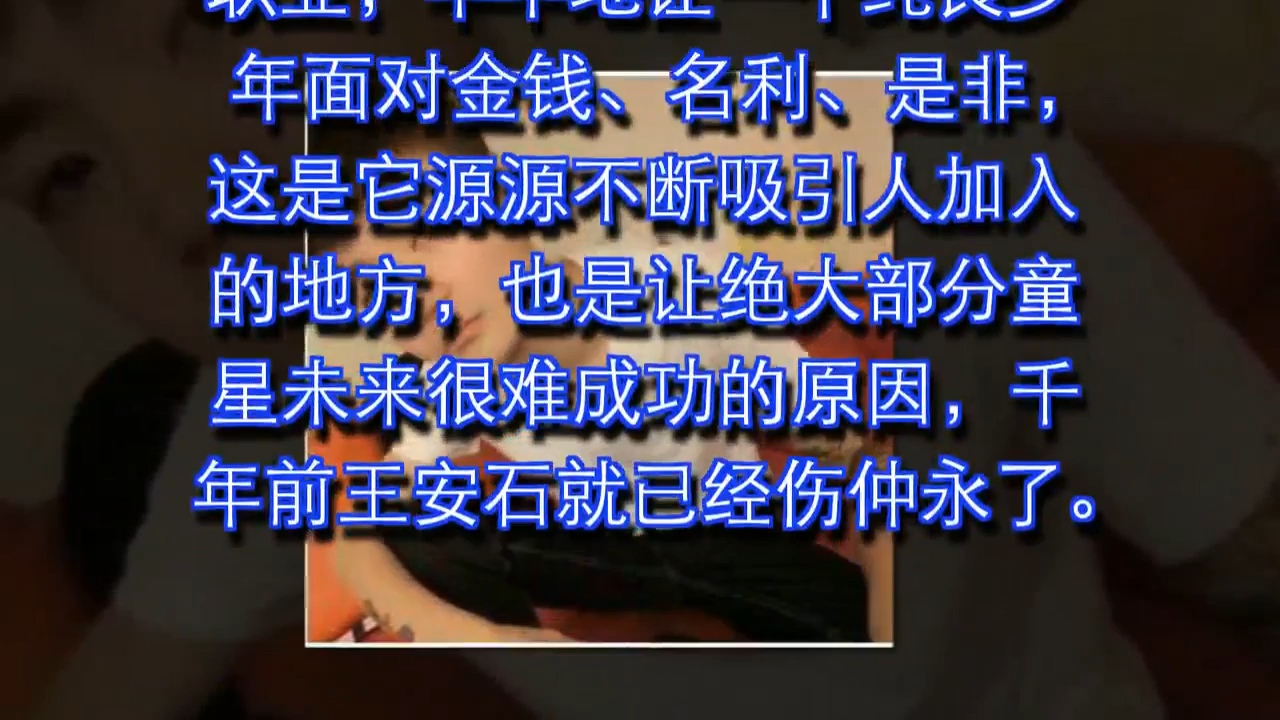 年面对金钱、名利、是非，
这是它源源不断吸引人加入
的地方，也是让绝大部分童
星未来很难成功的原因，千
年前王安石就已经伤仲永了。